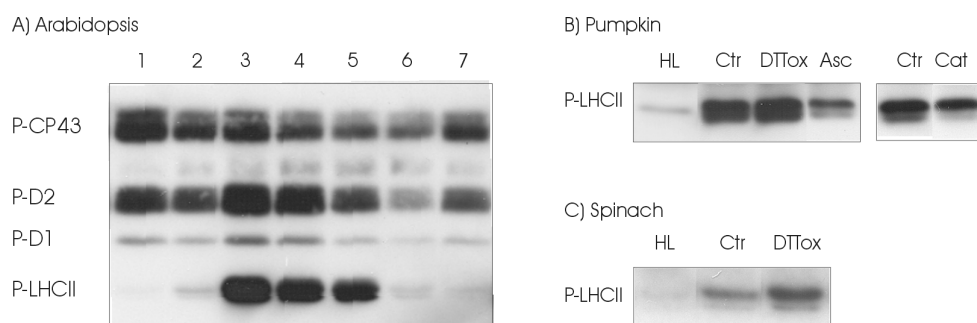 A) Arabidopsis
1 2 3 4 5 6 7
P-CP43
P-D2
P-D1
P-LHCII
B) Pumpkin
HL Ctr DTTox Asc Ctr Cat
P-LHCII
C) Spinach
HL Ctr DTTox
P-LHCII